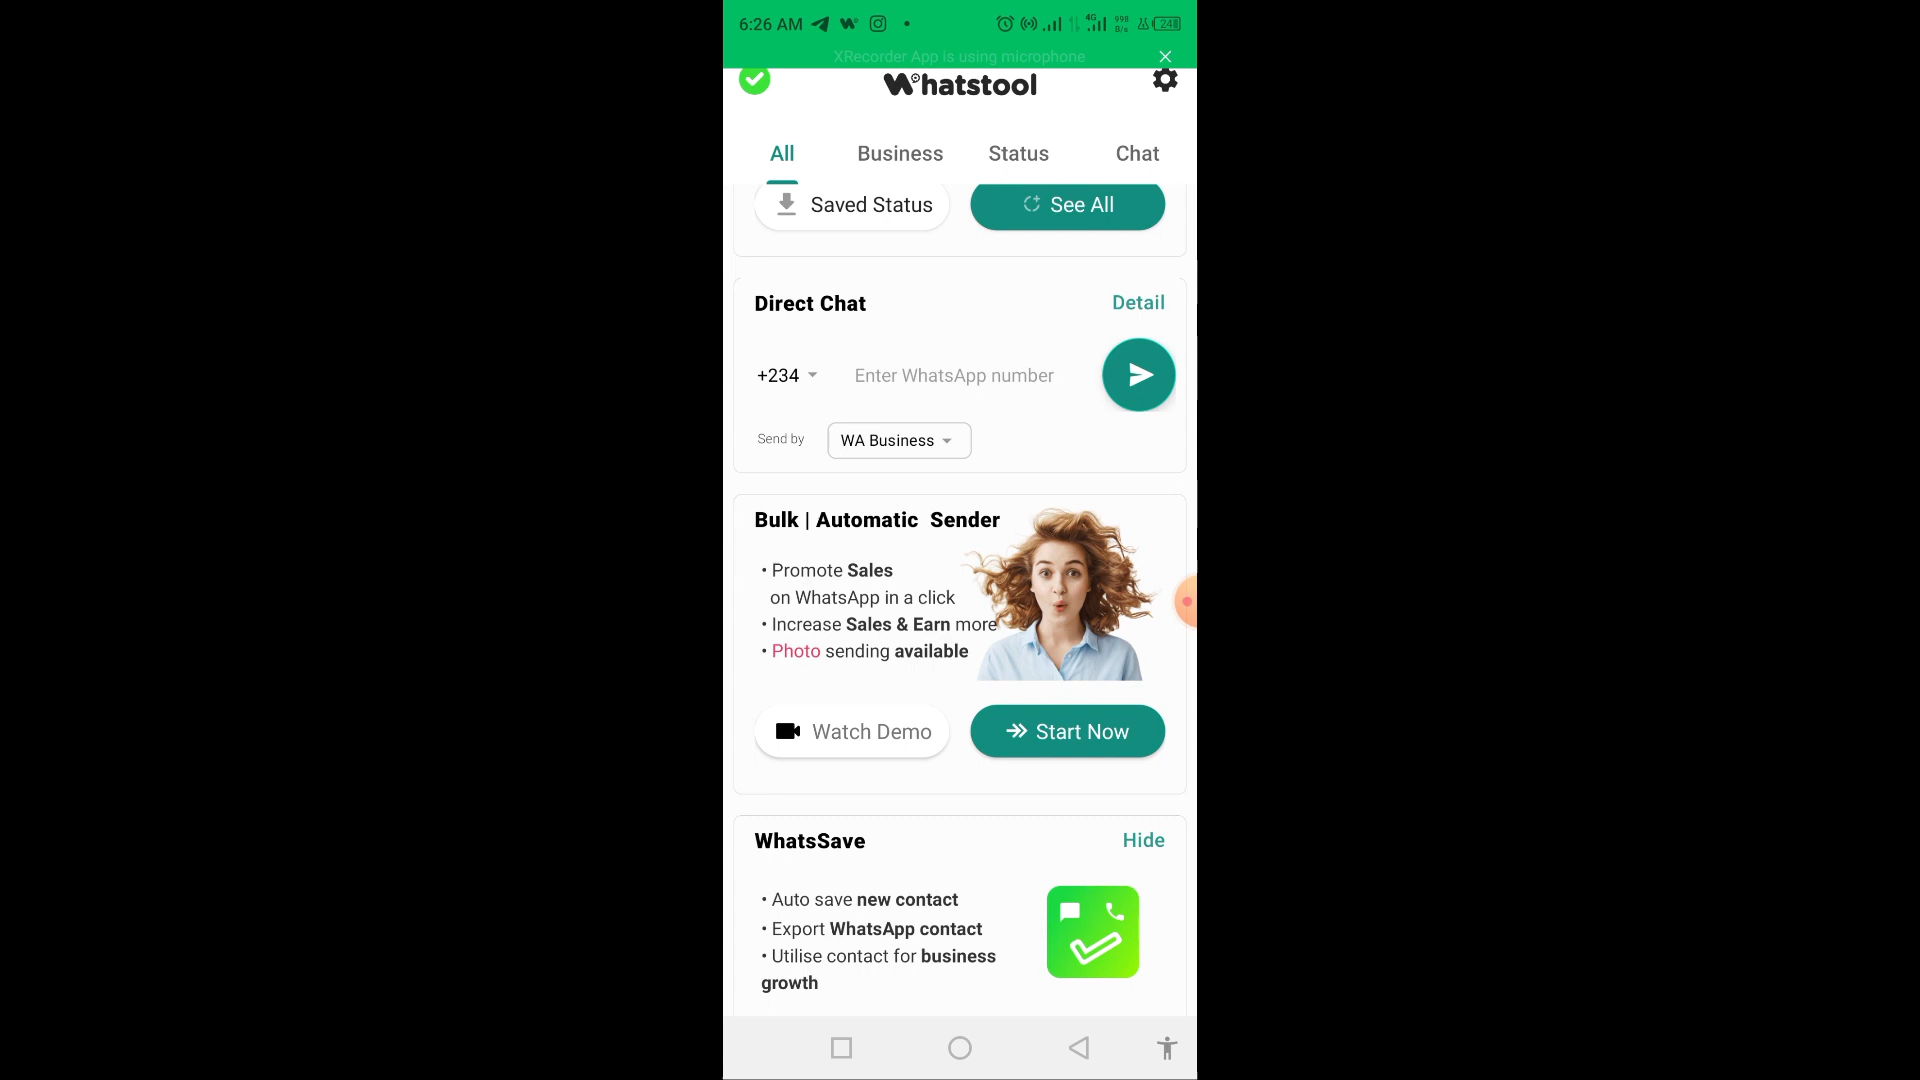 6:26 AM
4G
998
B/s
24
XRecorder App is using microphone
Whatstool
All Business Status Chat
Saved Status See All
Direct Chat Detail
+234 Enter WhatsApp number
Send by WA Business
Bulk | Automatic Sender
• Promote Sales
on WhatsApp in a click
• Increase Sales & Earn more
• Photo sending available
Watch Demo Start Now
WhatsSave Hide
• Auto save new contact
• Export WhatsApp contact
• Utilise contact for business
growth